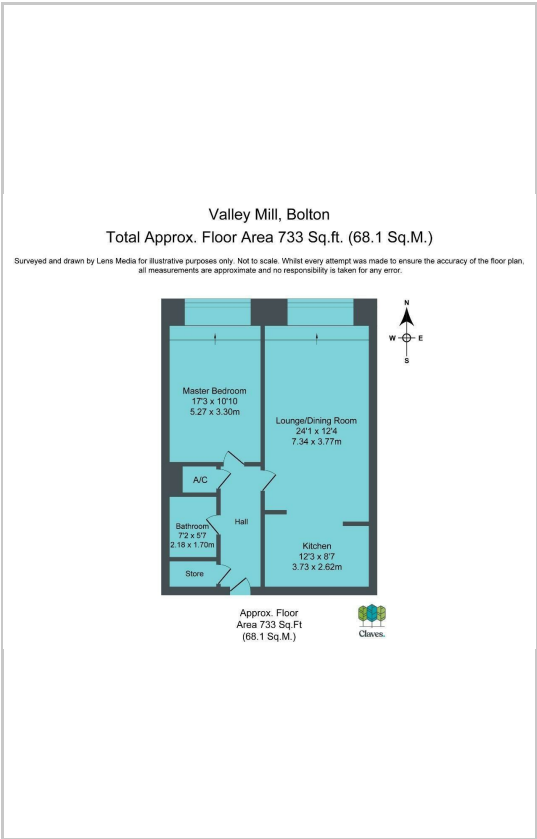 Valley Mill, Bolton
Total Approx. Floor Area 733 Sq.ft. (68.1 Sq.M.)
Surveyed and drawn by Lens Media for illustrative purposes only. Not to scale. Whilst every attempt was made to ensure the accuracy of the floor plan,
all measurements are approximate and no responsibility is taken for any error.
N
W E
S
Master Bedroom
17'3 x 10'10
5.27 x 3.30m
Lounge/Dining Room
24'1 x 12'4
7.34 x 3.77m
A/C
Hall
Bathroom
7'2 x 5'7
2.18 x 1.70m
Kitchen
12'3 x 8'7
3.73 x 2.62m
Store
Approx. Floor
Area 733 Sq.Ft
(68.1 Sq.M.)
Claves.